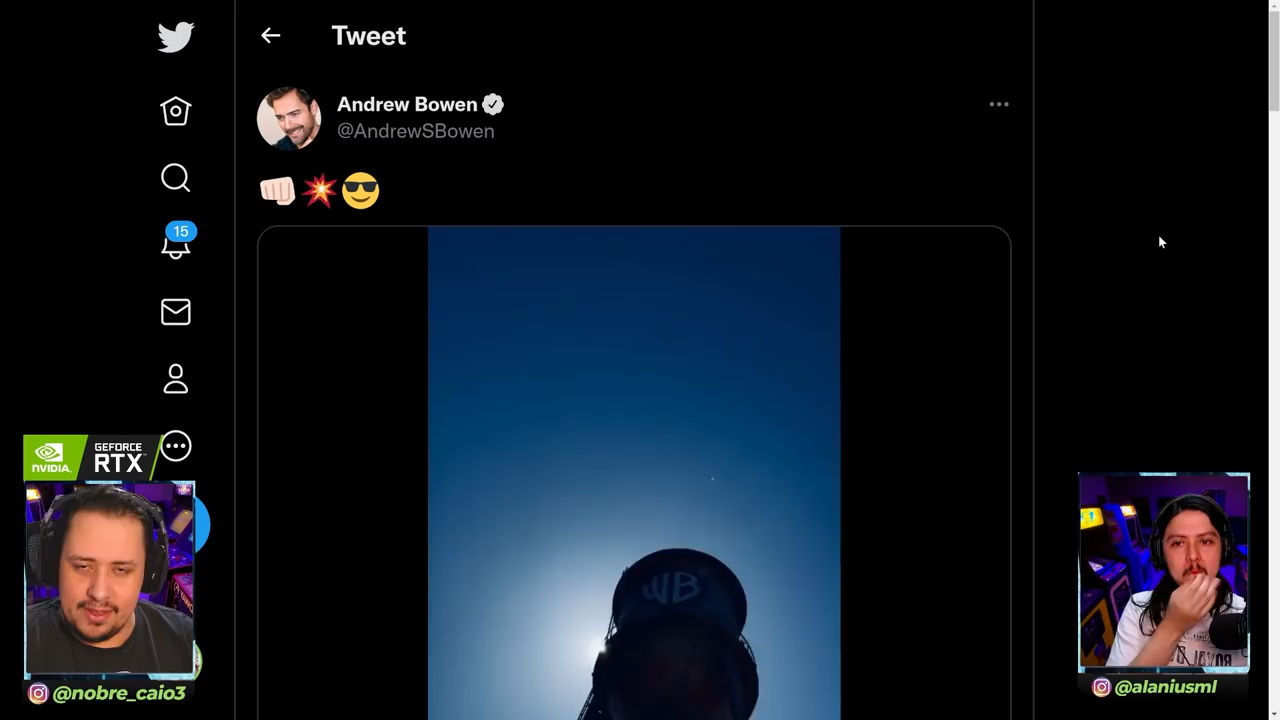 Tweet
Andrew Bowen
@AndrewSBowen
15
WB
NVIDIA.
GEFORCE
RTX
@nobre_caio3
@alaniusml